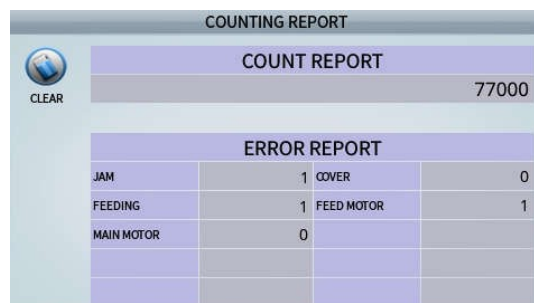 COUNTING REPORT
COUNT REPORT
CLEAR
77000
ERROR REPORT
JAM 1 COVER 0
FEEDING 1 FEED MOTOR 1
MAIN MOTOR 0